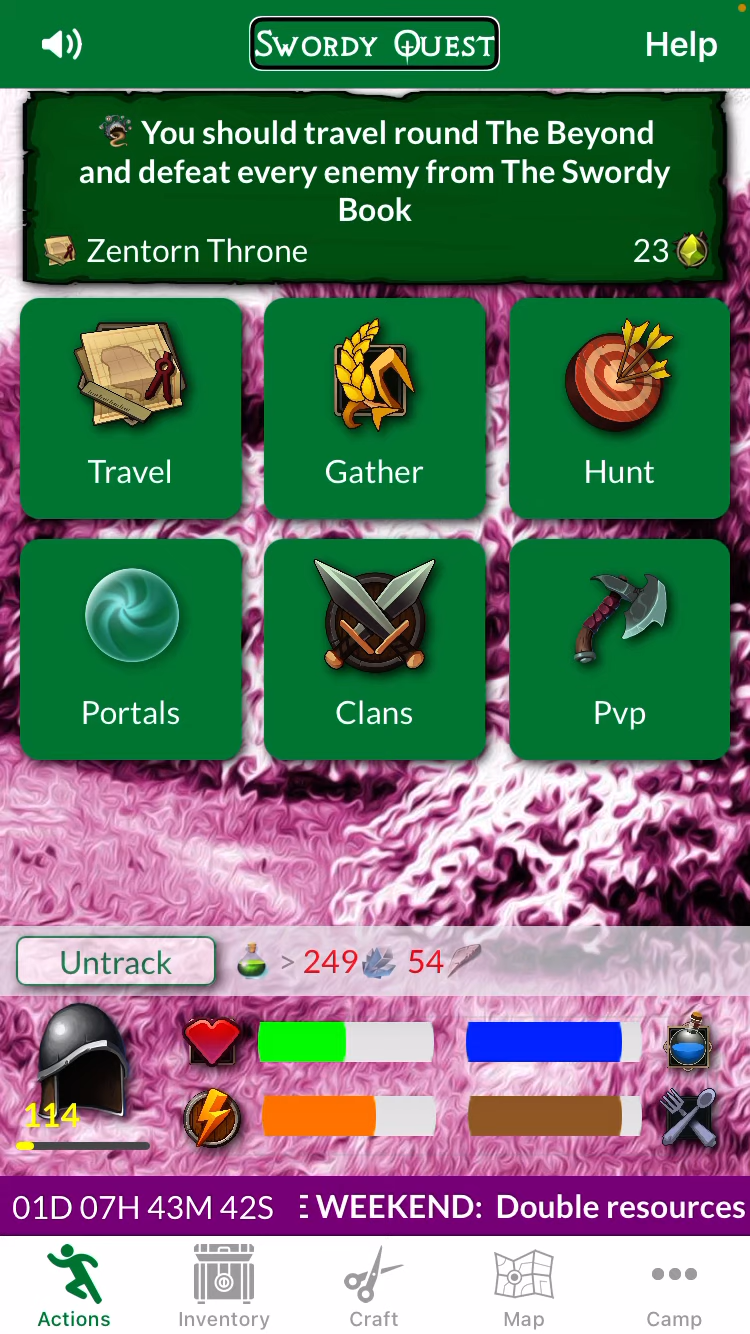 Swordy Quest
Help
You should travel round The Beyond
and defeat every enemy from The Swordy
Book
Zentorn Throne
23
Travel
Gather
Hunt
Portals
Clans
Pvp
Untrack
> 249 54
114
01D 07H 43M 42S WEEKEND: Double resources
Actions
Inventory
Craft
Map
Camp